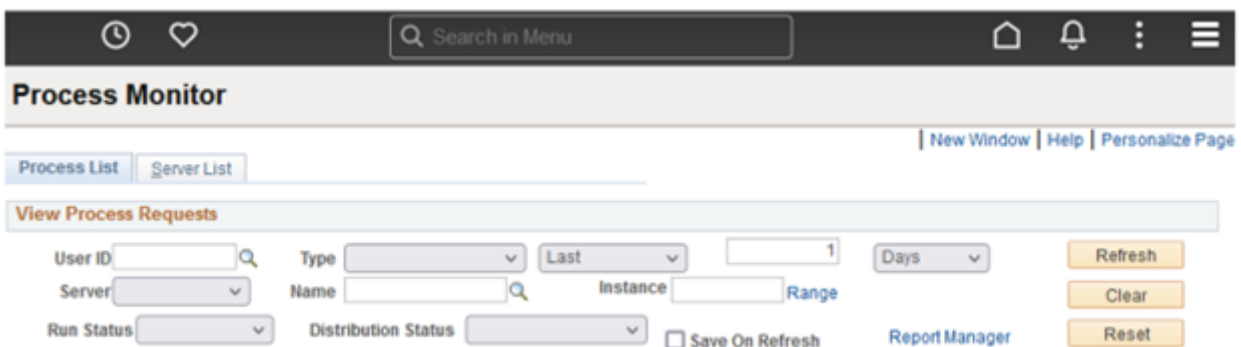 Search in Menu
Process Monitor
New Window | Help | Personalize Page
Process List Server List
View Process Requests
User ID Type Last 1 Days Refresh
Server Name Instance Range Clear
Run Status Distribution Status Save On Refresh Report Manager Reset